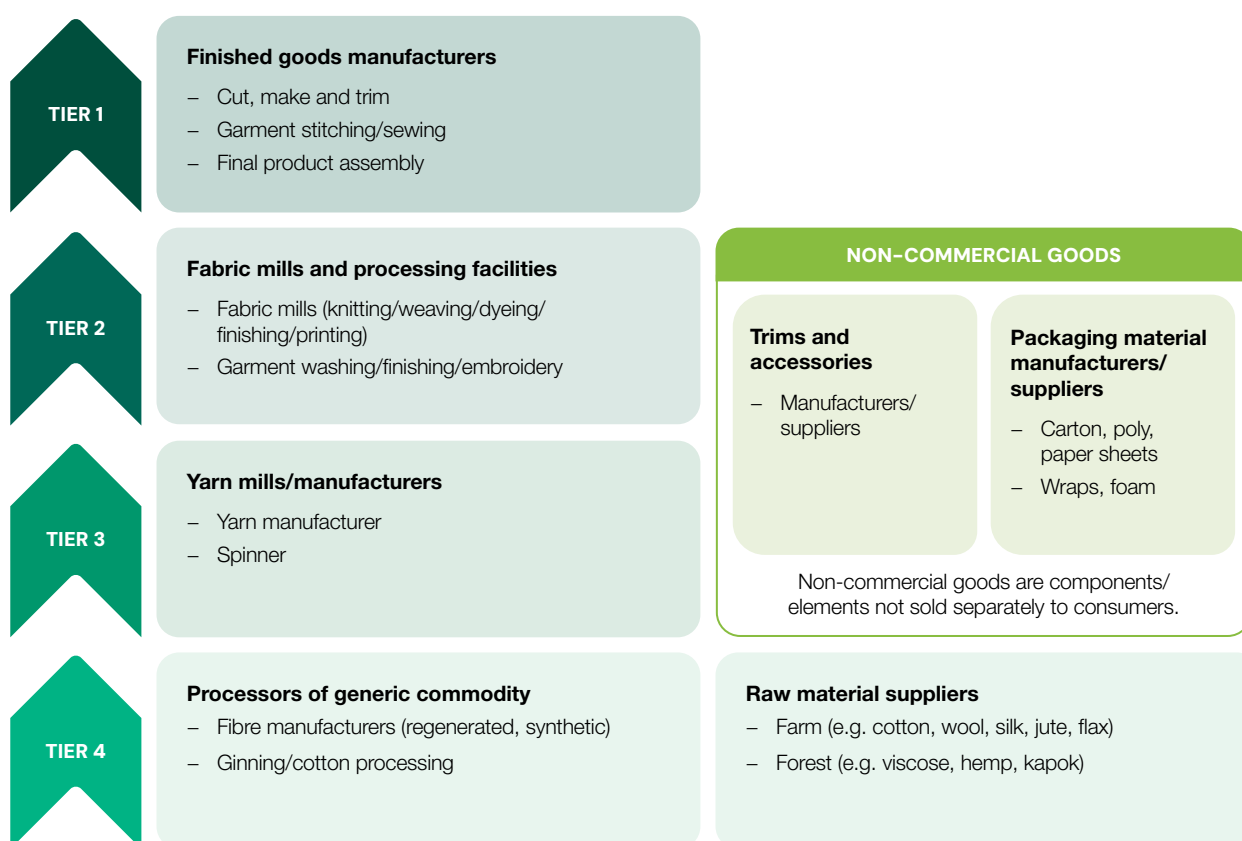 TIER 1
Finished goods manufacturers
– Cut, make and trim
– Garment stitching/sewing
– Final product assembly
TIER 2
Fabric mills and processing facilities
– Fabric mills (knitting/weaving/dyeing/
finishing/printing)
– Garment washing/finishing/embroidery
TIER 3
Yarn mills/manufacturers
– Yarn manufacturer
– Spinner
NON-COMMERCIAL GOODS
Trims and
accessories
– Manufacturers/
suppliers
Packaging material
manufacturers/
suppliers
– Carton, poly,
paper sheets
– Wraps, foam
Non-commercial goods are components/
elements not sold separately to consumers.
TIER 4
Processors of generic commodity
– Fibre manufacturers (regenerated, synthetic)
– Ginning/cotton processing
Raw material suppliers
– Farm (e.g. cotton, wool, silk, jute, flax)
– Forest (e.g. viscose, hemp, kapok)